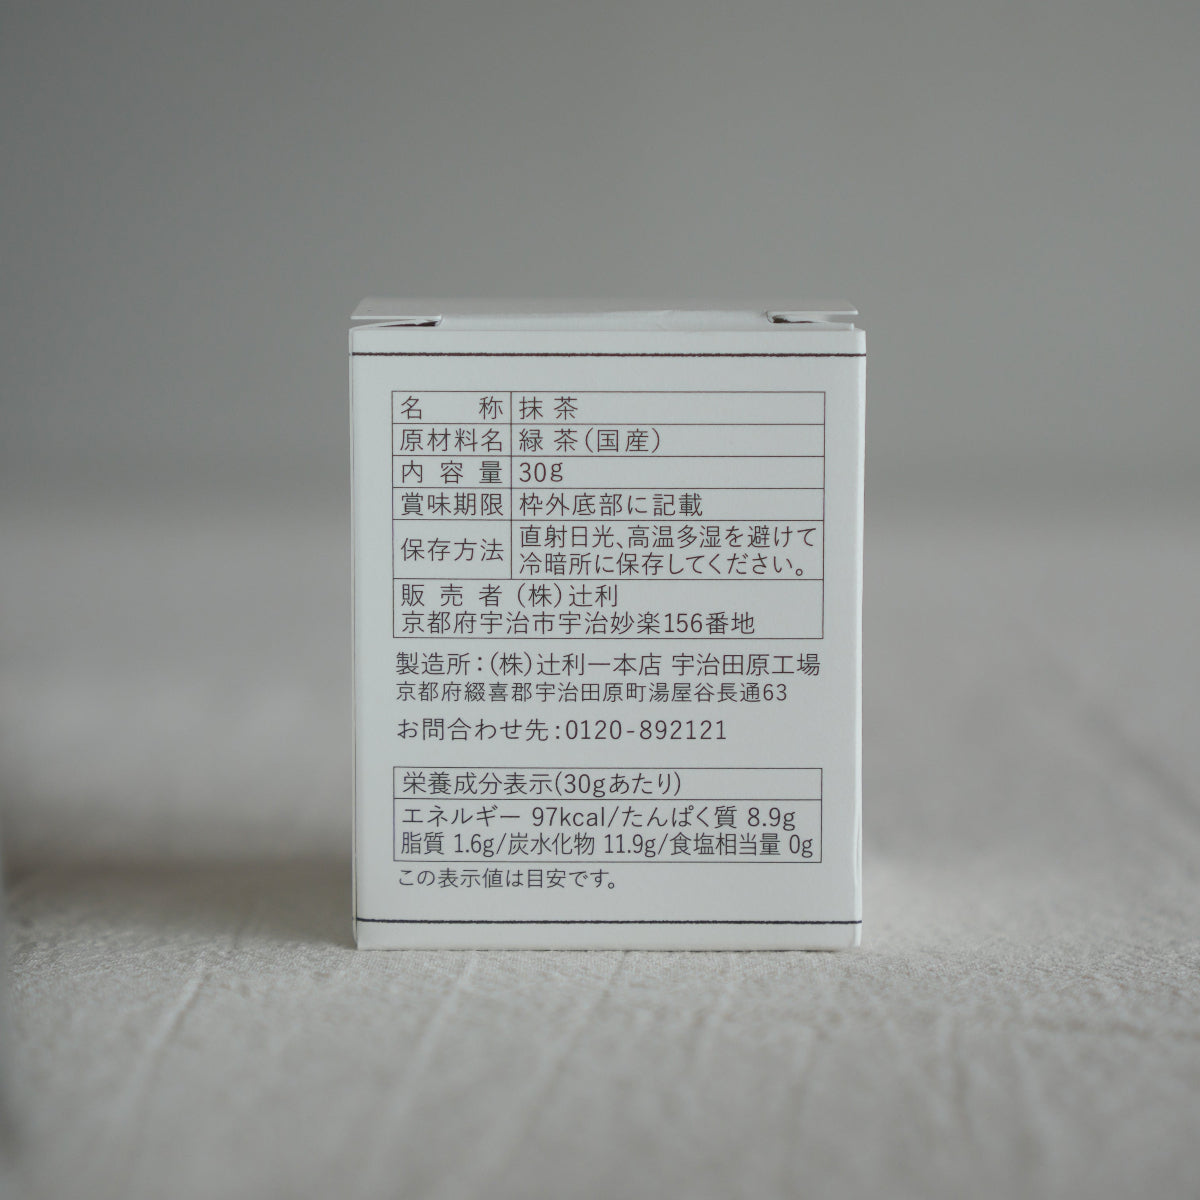 名称 抹茶
原材料名 緑茶(国産)
内容量 30g
賞味期限 枠外底部に記載
保存方法 直射日光、高温多湿を避けて
冷暗所に保存してください。
販売者 (株)辻利
京都府宇治市宇治妙楽156番地
製造所:(株)辻利一本店 宇治田原工場
京都府綴喜郡宇治田原町湯屋谷長通63
お問合わせ先:0120-892121
栄養成分表示(30gあたり)
エネルギー 97kcal/たんぱく質 8.9g
脂質 1.6g/炭水化物 11.9g/食塩相当量 0g
この表示値は目安です。